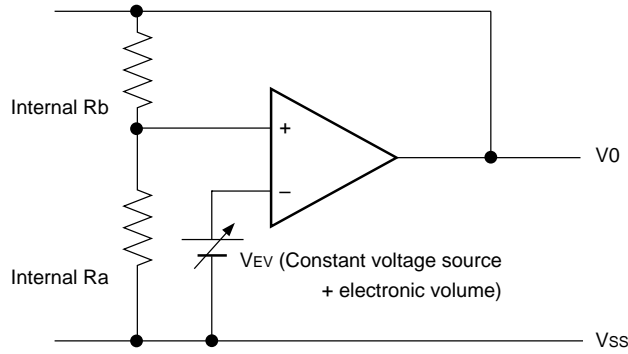 Internal Rb
+
V0
−
VEV (Constant voltage source
+ electronic volume)
Internal Ra
VSS